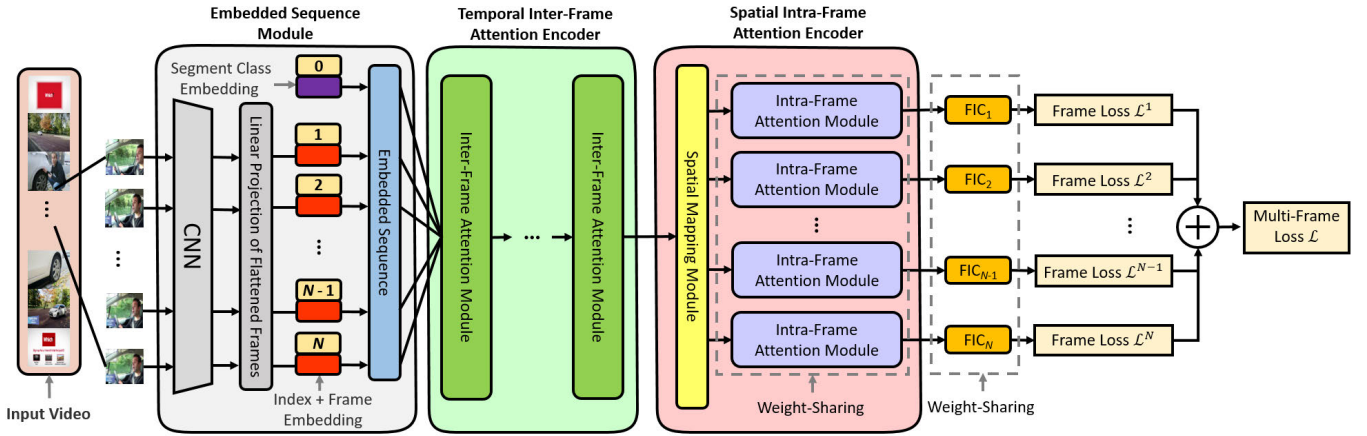 Embedded Sequence
Module
Temporal Inter-Frame
Attention Encoder
Spatial Intra-Frame
Attention Encoder
Segment Class
Embedding
0
1
2
...
N - 1
N
CNN
Linear Projection of Flattened Frames
Embedded Sequence
Index + Frame
Embedding
Input Video
...
...
Inter-Frame Attention Module
...
Inter-Frame Attention Module
Spatial Mapping Module
Intra-Frame
Attention Module
Intra-Frame
Attention Module
...
Intra-Frame
Attention Module
Intra-Frame
Attention Module
Weight-Sharing
FIC₁
FIC₂
FIC_{N-1}
FIC_N
Weight-Sharing
Frame Loss ℒ¹
Frame Loss ℒ²
...
Frame Loss ℒ^{N−1}
Frame Loss ℒ^N
+
Multi-Frame
Loss ℒ